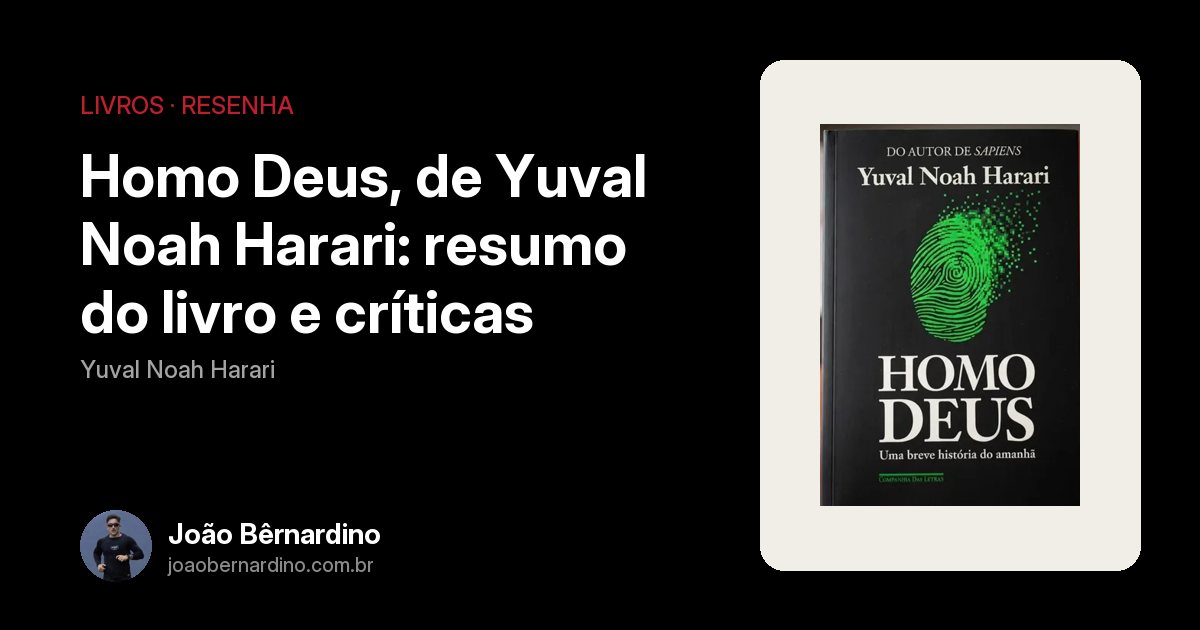 LIVROS · RESENHA
Homo Deus, de Yuval
Noah Harari: resumo
do livro e críticas
Yuval Noah Harari
João Bêrnardino
joaobernardino.com.br
DO AUTOR DE SAPIENS
Yuval Noah Harari
HOMO
DEUS
Uma breve história do amanhã
COMPANHIA DAS LETRAS